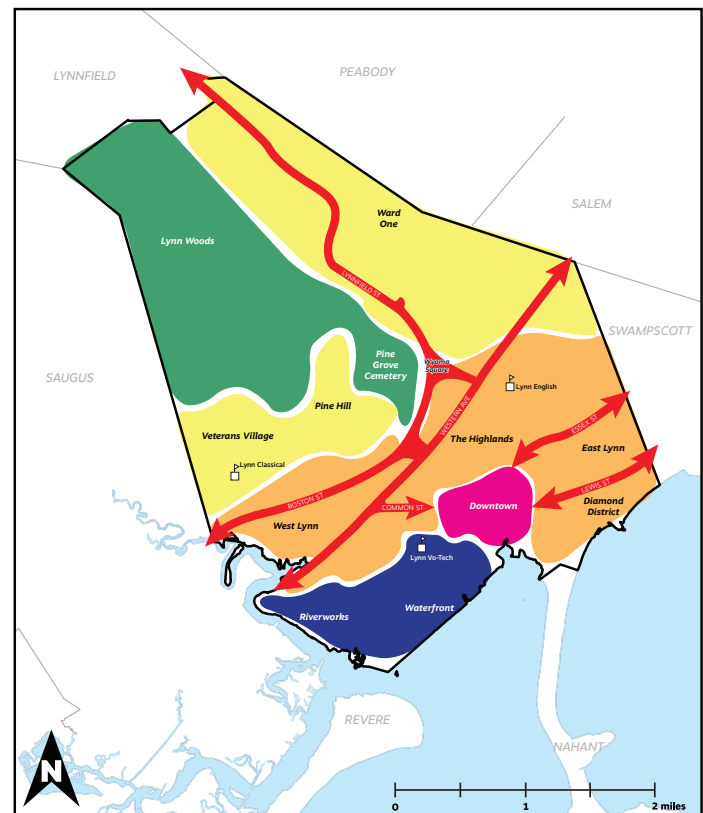 LYNNFIELD
PEABODY
SALEM
SWAMPSCOTT
SAUGUS
REVERE
NAHANT
Ward
One
Lynn Woods
LYNNFIELD ST
Pine
Grove
Cemetery
Wyoma
Square
Pine Hill
Veterans Village
Lynn Classical
Lynn English
WESTERN AVE
The Highlands
ESSEX ST
East Lynn
LEWIS ST
Diamond
District
BOSTON ST
COMMON ST
Downtown
West Lynn
Lynn Vo-Tech
Riverworks
Waterfront
N
0
1
2 miles